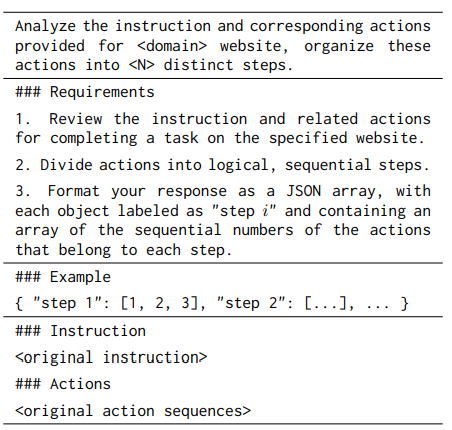 Analyze the instruction and corresponding actions
provided for <domain> website, organize these
actions into <N> distinct steps.
### Requirements
1. Review the instruction and related actions
for completing a task on the specified website.
2. Divide actions into logical, sequential steps.
3. Format your response as a JSON array, with
each object labeled as "step i" and containing an
array of the sequential numbers of the actions
that belong to each step.
### Example
{ "step 1": [1, 2, 3], "step 2": [...], ... }
### Instruction
<original instruction>
### Actions
<original action sequences>